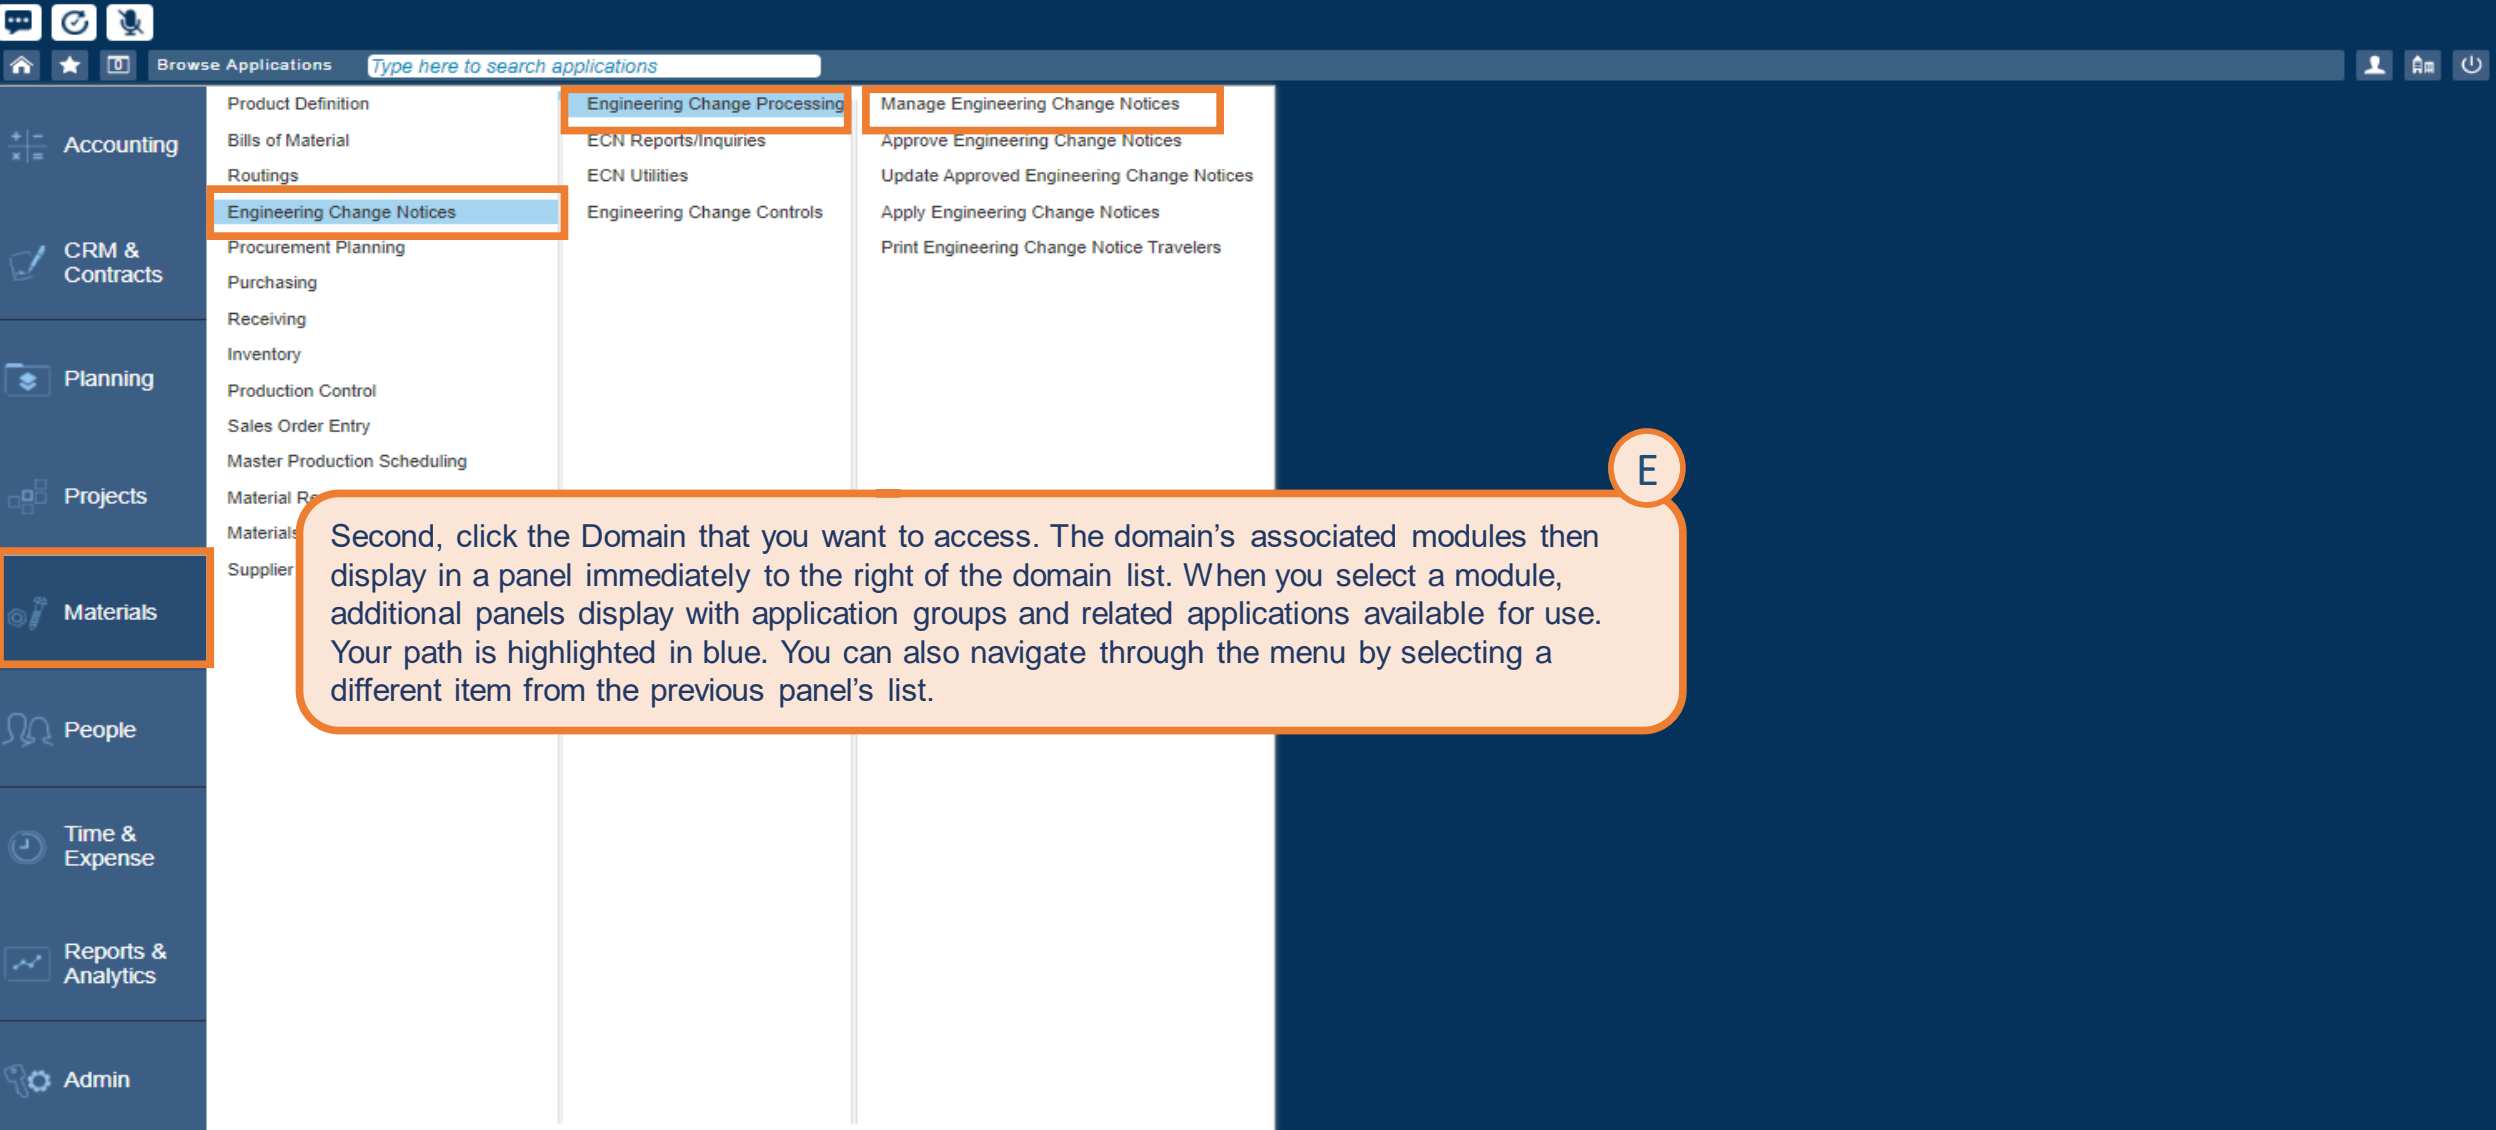 Browse Applications
Type here to search applications
Accounting
CRM &
Contracts
Planning
Projects
Materials
People
Time &
Expense
Reports &
Analytics
Admin
Product Definition
Bills of Material
Routings
Engineering Change Notices
Procurement Planning
Purchasing
Receiving
Inventory
Production Control
Sales Order Entry
Master Production Scheduling
Material
Materials
Supplier
Engineering Change Processing
ECN Reports/Inquiries
ECN Utilities
Engineering Change Controls
Manage Engineering Change Notices
Approve Engineering Change Notices
Update Approved Engineering Change Notices
Apply Engineering Change Notices
Print Engineering Change Notice Travelers
E
Second, click the Domain that you want to access. The domain’s associated modules then
display in a panel immediately to the right of the domain list. When you select a module,
additional panels display with application groups and related applications available for use.
Your path is highlighted in blue. You can also navigate through the menu by selecting a
different item from the previous panel’s list.